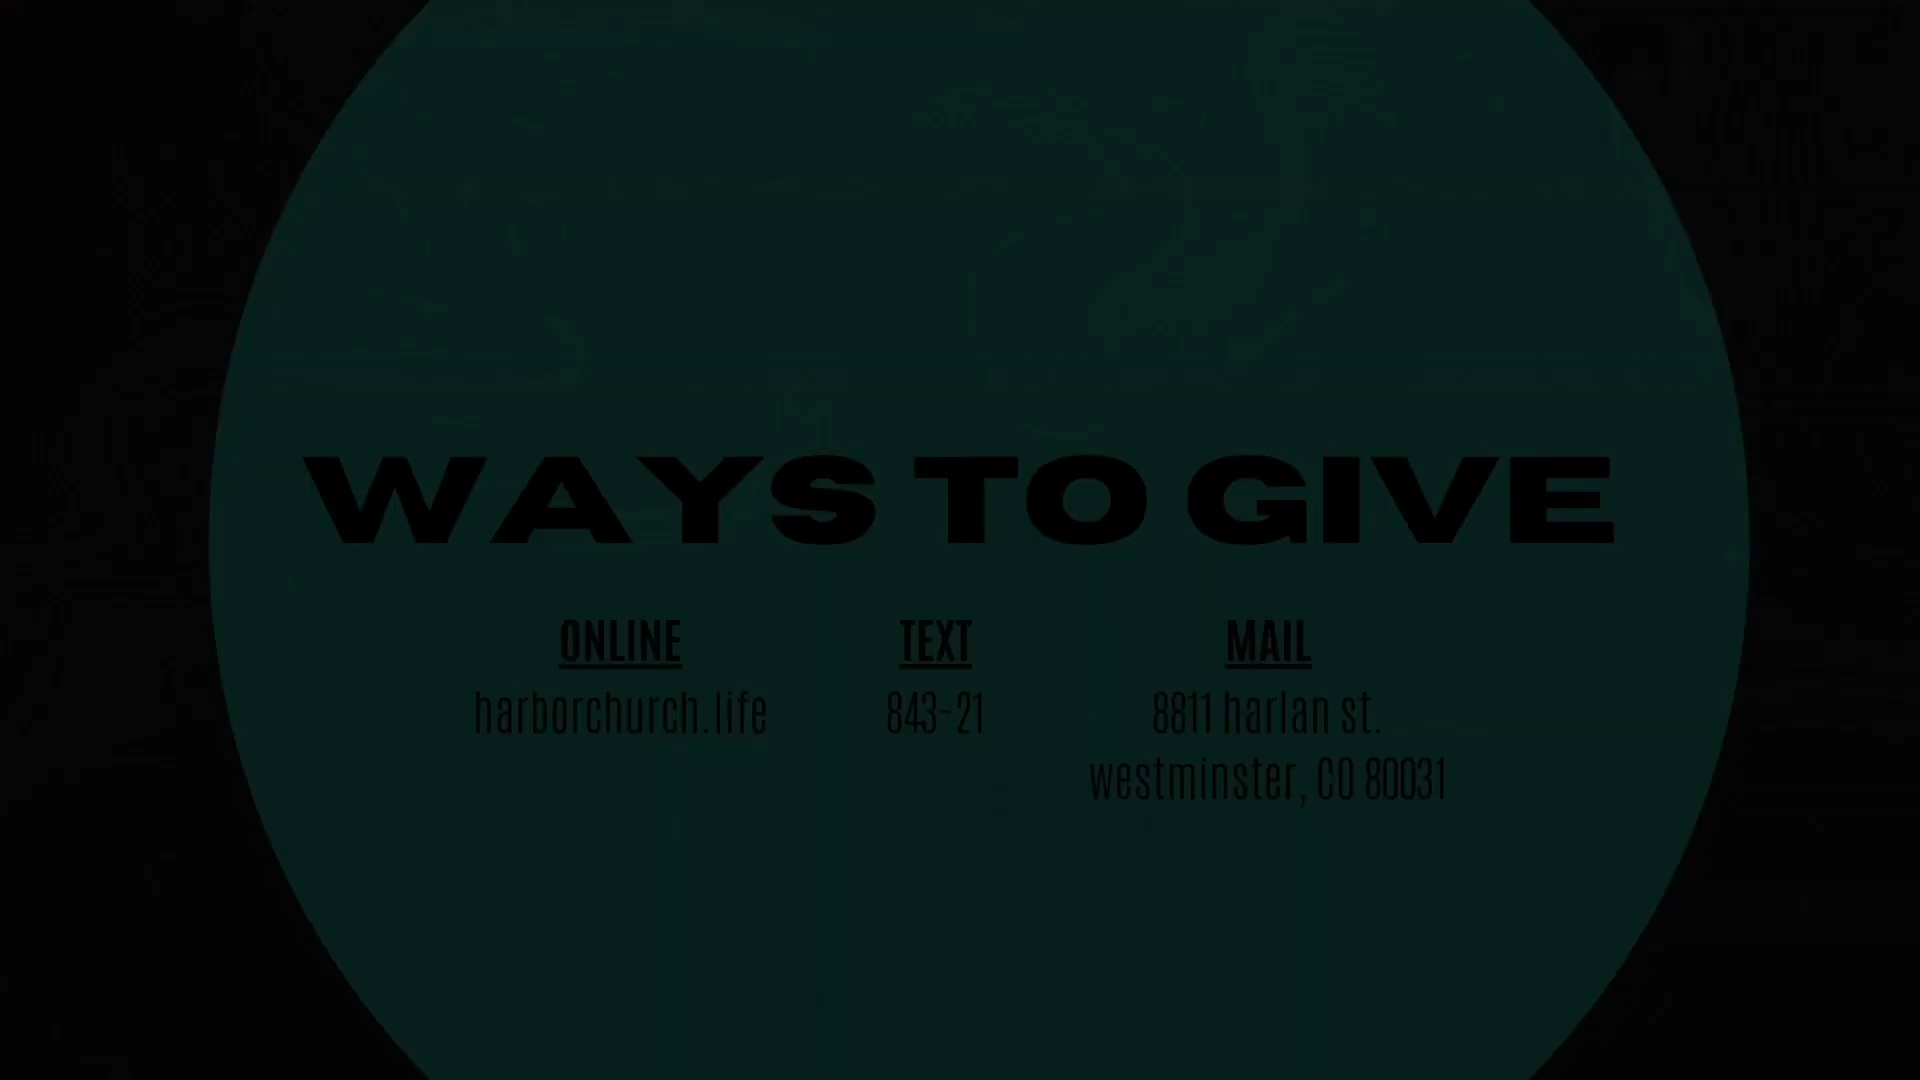 WAYS TO GIVE
ONLINE
harborchurch.life
TEXT
843-21
MAIL
8811 harlan st.
westminster, CO 80031